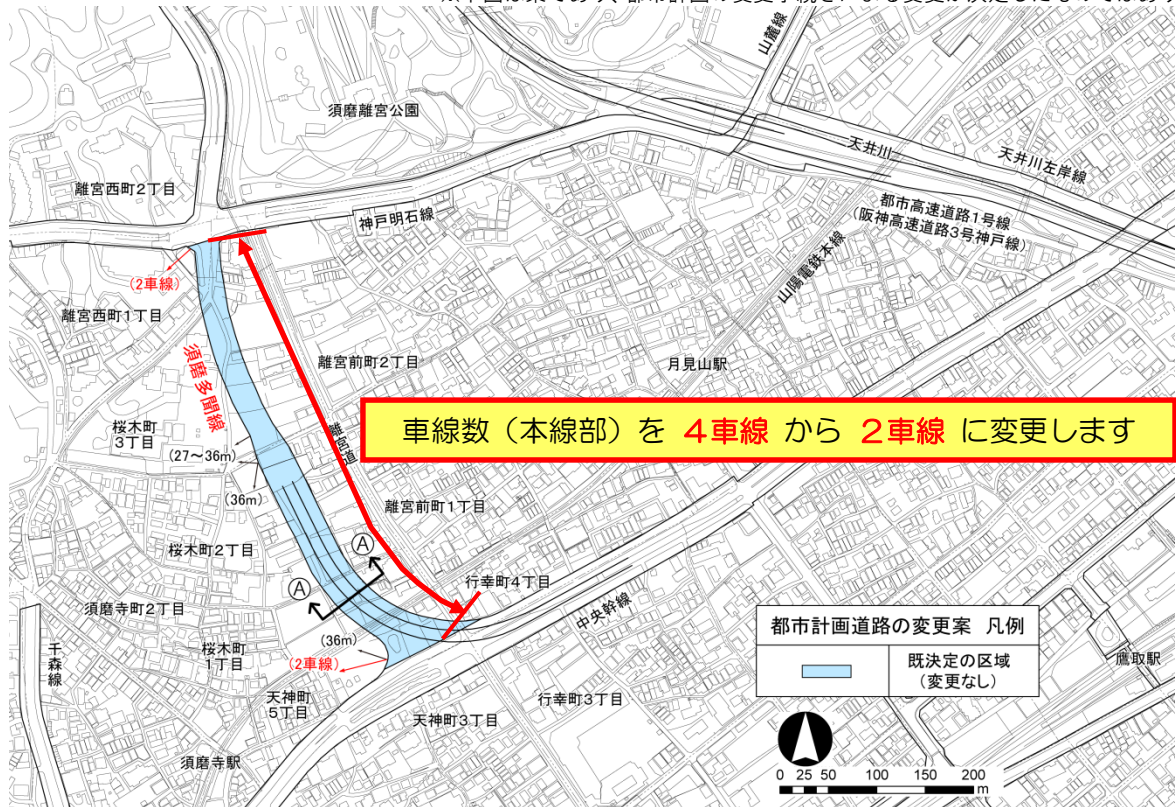 山麓線
須磨離宮公園
天井川
天井川左岸線
離宮西町2丁目
神戸明石線
都市高速道路1号線
(阪神高速道路3号神戸線)
山陽電鉄本線
(2車線)
離宮西町1丁目
須磨多聞線
離宮前町2丁目
月見山駅
離宮道
車線数（本線部）を 4車線 から 2車線 に変更します
桜木町
3丁目
(27～36m)
(36m)
離宮前町1丁目
桜木町2丁目
Ⓐ
Ⓐ
行幸町4丁目
中央幹線
須磨寺町2丁目
桜木町
1丁目
(36m)
(2車線)
千森線
天神町
5丁目
天神町3丁目
行幸町3丁目
須磨寺駅
都市計画道路の変更案 凡例
既決定の区域
(変更なし)
鷹取駅
0 25 50 100 150 200
m